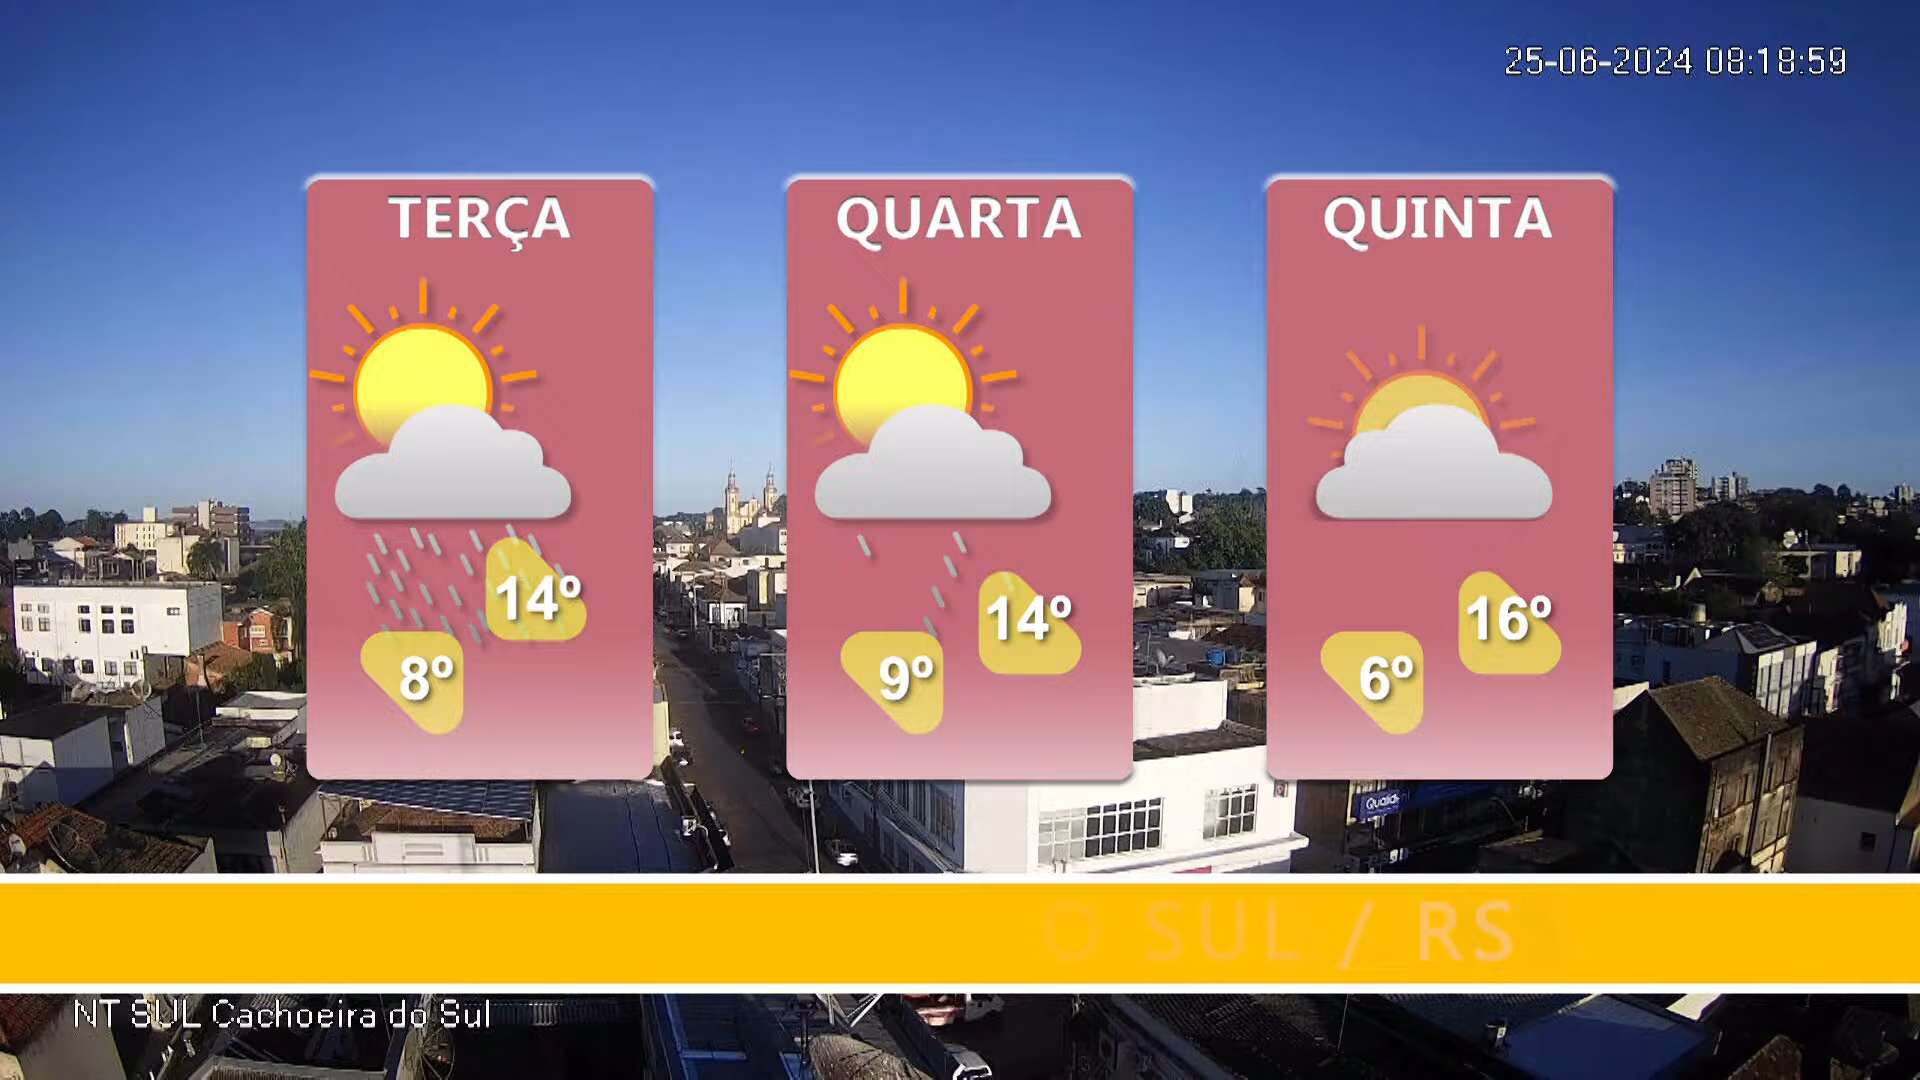 25-06-2024 08:18:59
TERÇA
QUARTA
QUINTA
14º
8º
14º
9º
16º
6º
O SUL / RS
NT SUL Cachoeira do Sul